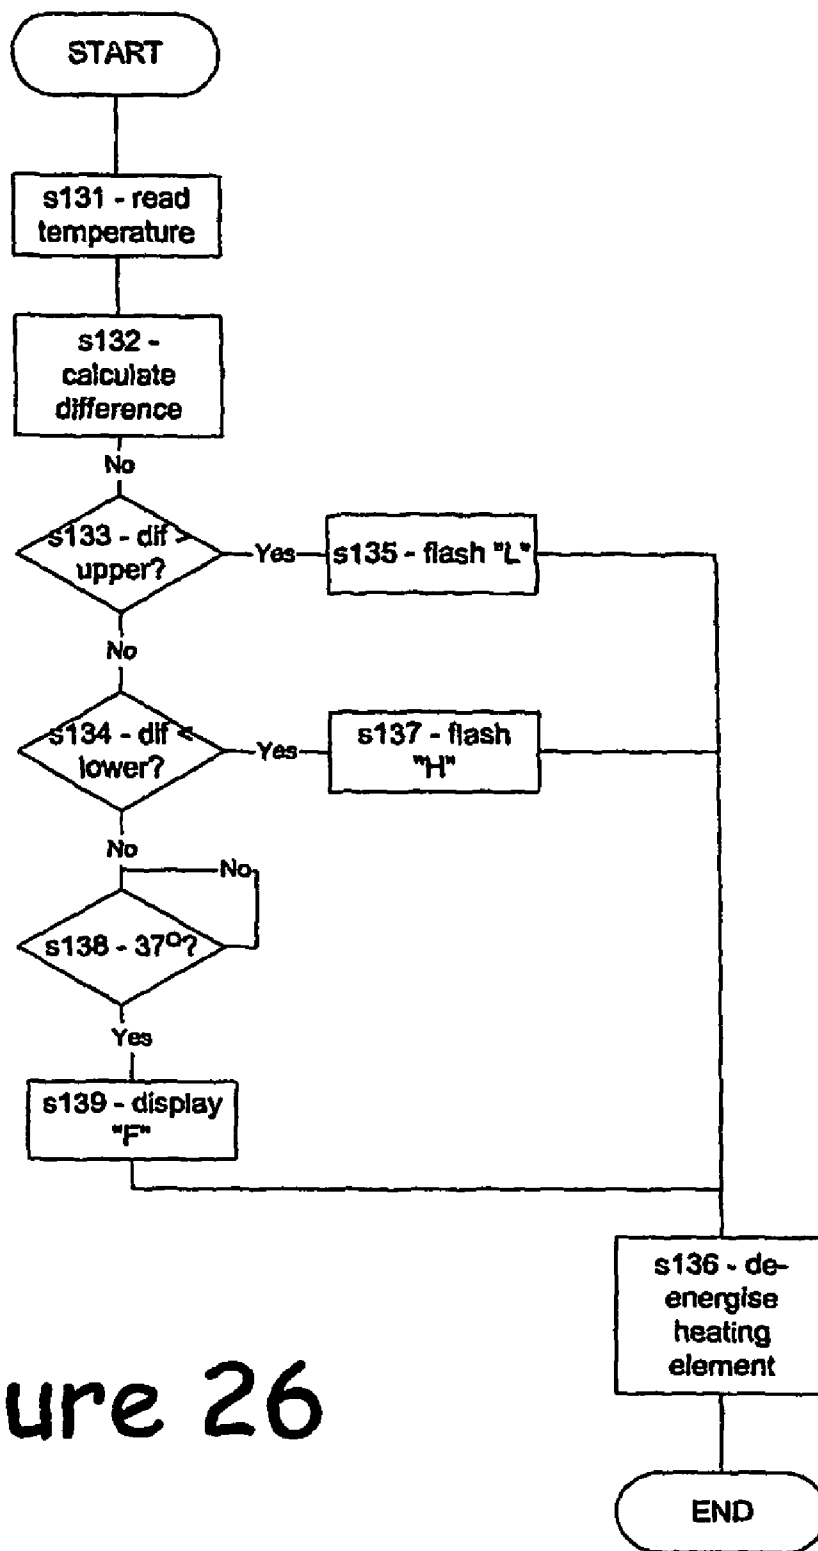 START
s131 - read
temperature
s132 -
calculate
difference
No
s133 - dif >
upper?
Yes
s135 - flash "L"
No
s134 - dif <
lower?
Yes
s137 - flash
"H"
No
No
s138 - 37°?
Yes
s139 - display
"F"
s136 - de-
energise
heating
element
END
ure 26